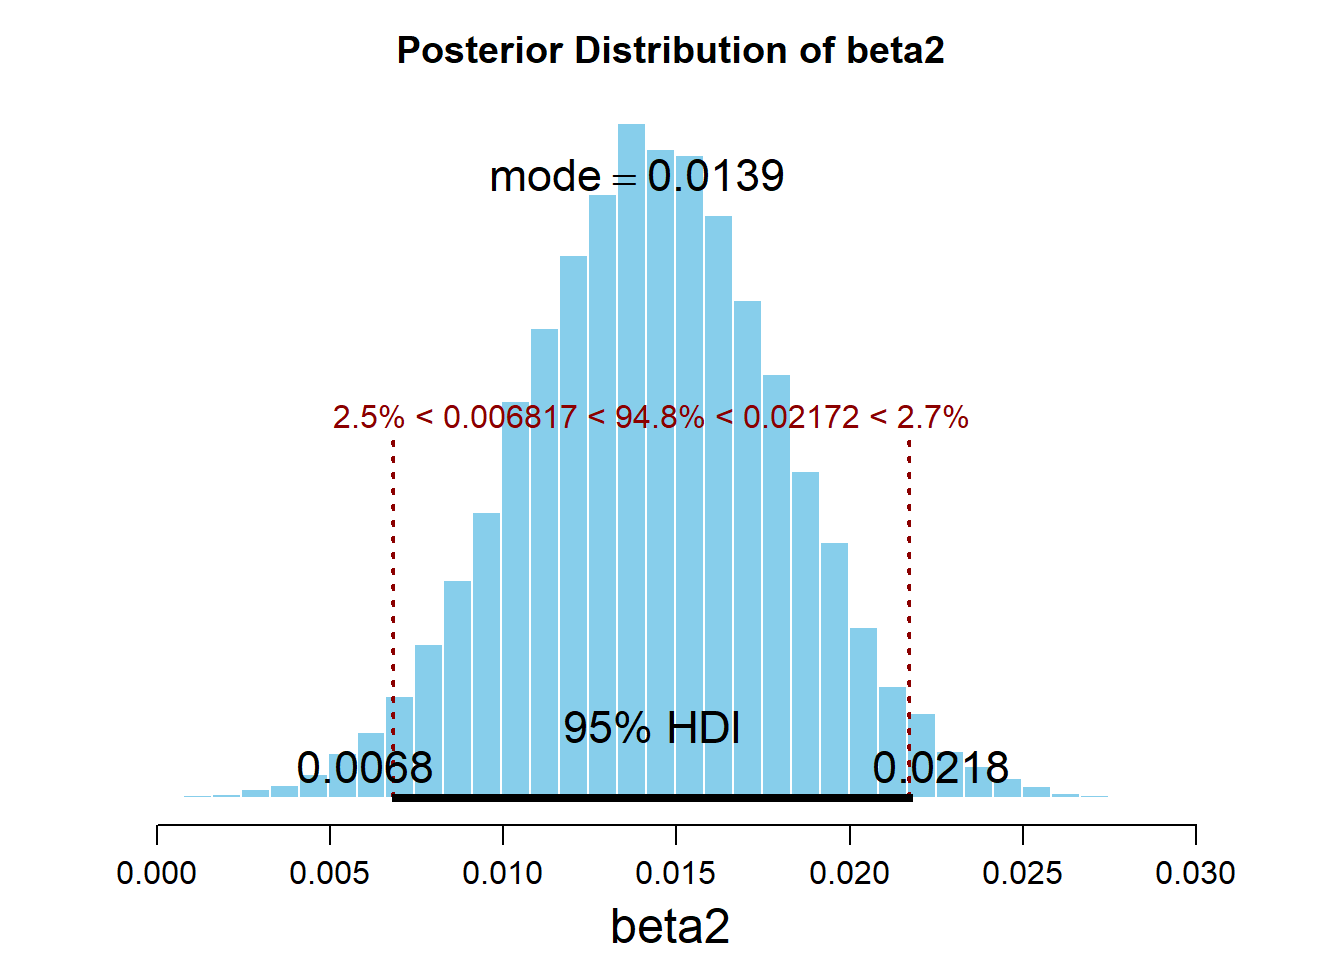 Posterior Distribution of beta2
mode = 0.0139
2.5% < 0.006817 < 94.8% < 0.02172 < 2.7%
95% HDI
0.0068 0.0218
0.000 0.005 0.010 0.015 0.020 0.025 0.030
beta2